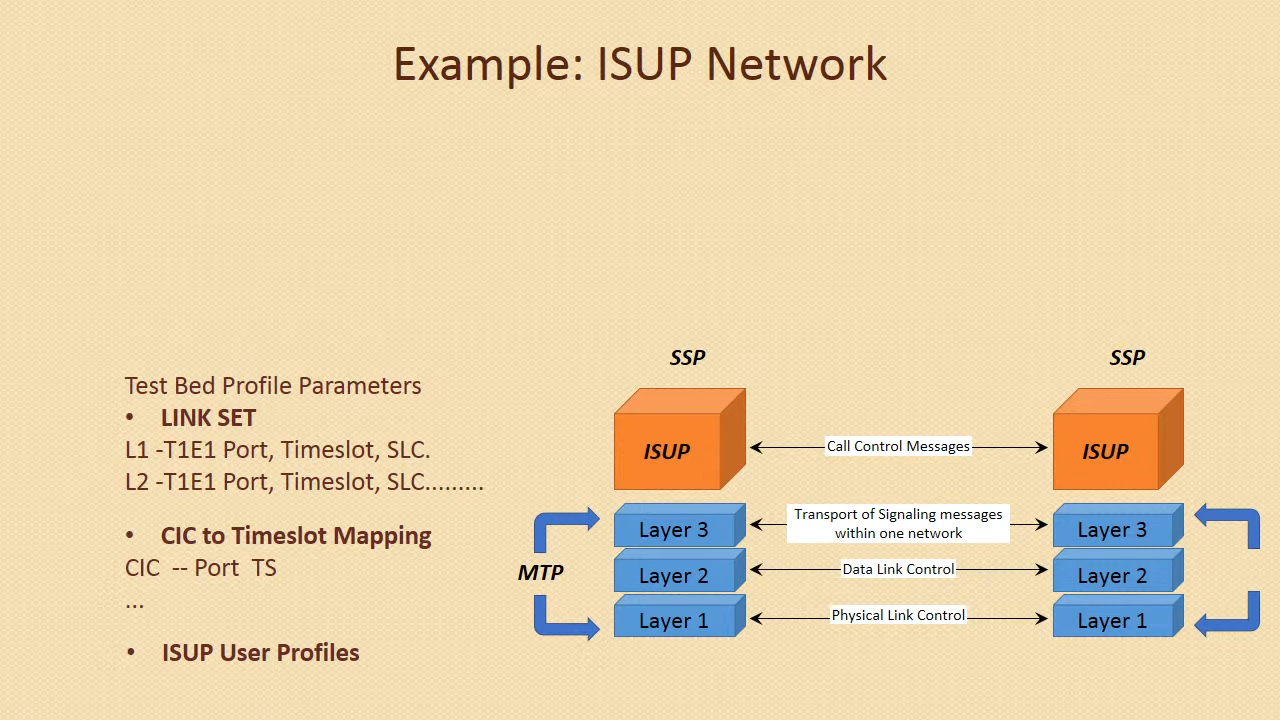 Example: ISUP Network
Test Bed Profile Parameters
• LINK SET
L1 -T1E1 Port, Timeslot, SLC.
L2 -T1E1 Port, Timeslot, SLC.........
• CIC to Timeslot Mapping
CIC -- Port TS
...
• ISUP User Profiles
SSP
SSP
ISUP
Call Control Messages
ISUP
Layer 3
Transport of Signaling messages
within one network
Layer 3
MTP
Layer 2
Data Link Control
Layer 2
Layer 1
Physical Link Control
Layer 1